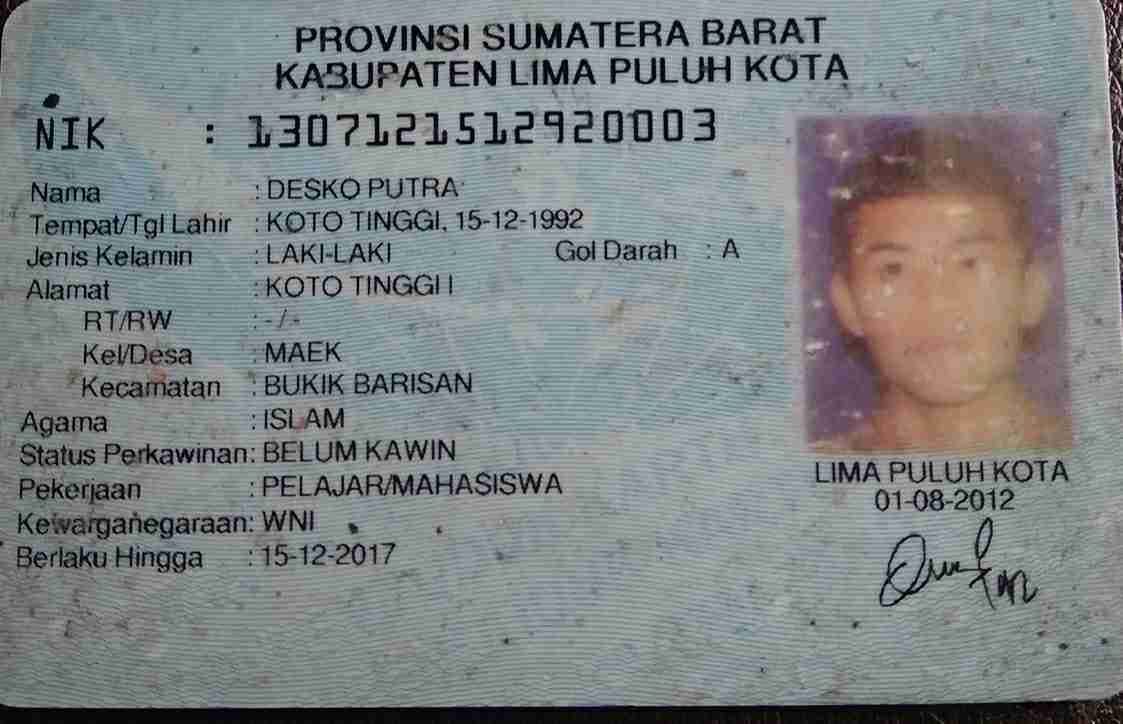 PROVINSI SUMATERA BARAT
KABUPATEN LIMA PULUH KOTA
NIK : 1307121512920003
Nama : DESKO PUTRA
Tempat/Tgl Lahir : KOTO TINGGI, 15-12-1992
Jenis Kelamin : LAKI-LAKI Gol Darah : A
Alamat : KOTO TINGGI I
RT/RW : - / -
Kel/Desa : MAEK
Kecamatan : BUKIK BARISAN
Agama : ISLAM
Status Perkawinan: BELUM KAWIN
Pekerjaan : PELAJAR/MAHASISWA
Kewarganegaraan: WNI
Berlaku Hingga : 15-12-2017
LIMA PULUH KOTA
01-08-2012